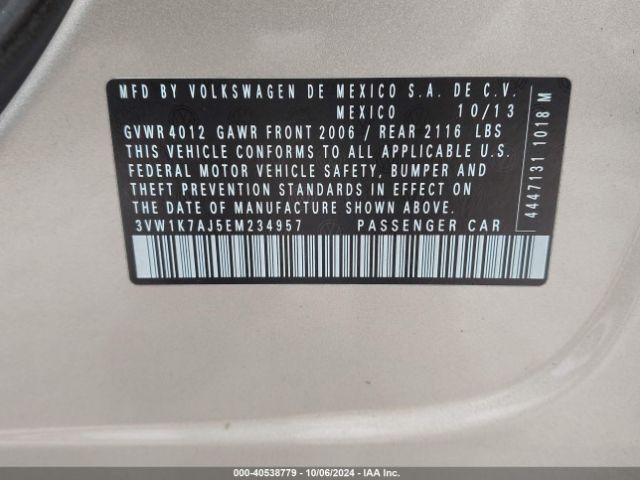 MFD BY VOLKSWAGEN DE MEXICO S.A. DE C.V.
MEXICO 10/13
GVWR 4012 GAWR FRONT 2006 / REAR 2116 LBS
THIS VEHICLE CONFORMS TO ALL APPLICABLE U.S.
FEDERAL MOTOR VEHICLE SAFETY, BUMPER AND
THEFT PREVENTION STANDARDS IN EFFECT ON
THE DATE OF MANUFACTURE SHOWN ABOVE.
3VW1K7AJ5EM234957 PASSENGER CAR
4447131 1018 M
000-40538779 - 10/06/2024 - IAAI.com